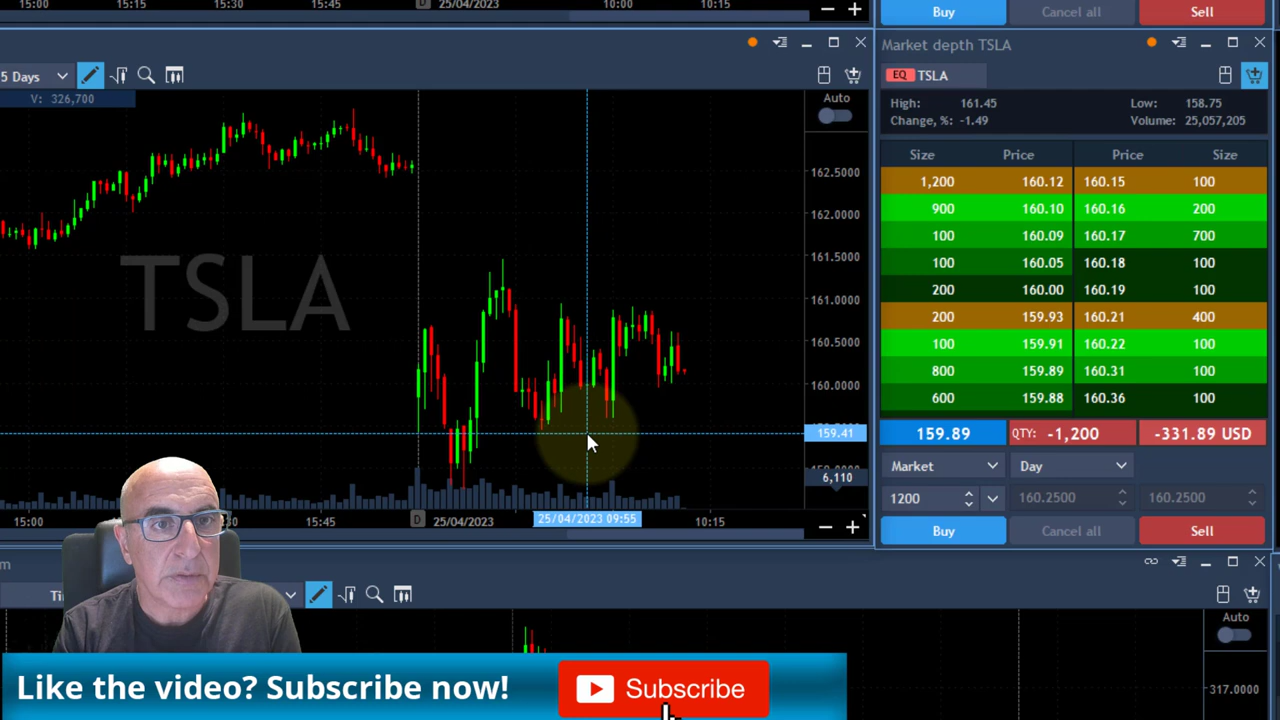 15:00 15:15 15:30 15:45 D 25/04/2023 10:00 10:15
Buy Cancel all Sell
Market depth TSLA
5 Days
EQ TSLA
V: 326,700
Auto
High: 161.45 Low: 158.75
Change, %: -1.49 Volume: 25,057,205
Size Price Price Size
1,200 160.12 160.15 100
900 160.10 160.16 200
100 160.09 160.17 700
100 160.05 160.18 100
200 160.00 160.19 100
200 159.93 160.21 400
100 159.91 160.22 100
800 159.89 160.31 100
600 159.88 160.36 100
162.5000
162.0000
161.5000
161.0000
160.5000
160.0000
TSLA
159.41
6,110
159.89 QTY: -1,200 -331.89 USD
Market Day
1200 160.2500 160.2500
15:00 15:45 D 25/04/2023 25/04/2023 09:55 10:15
Buy Cancel all Sell
Auto
317.0000
Like the video? Subscribe now! Subscribe